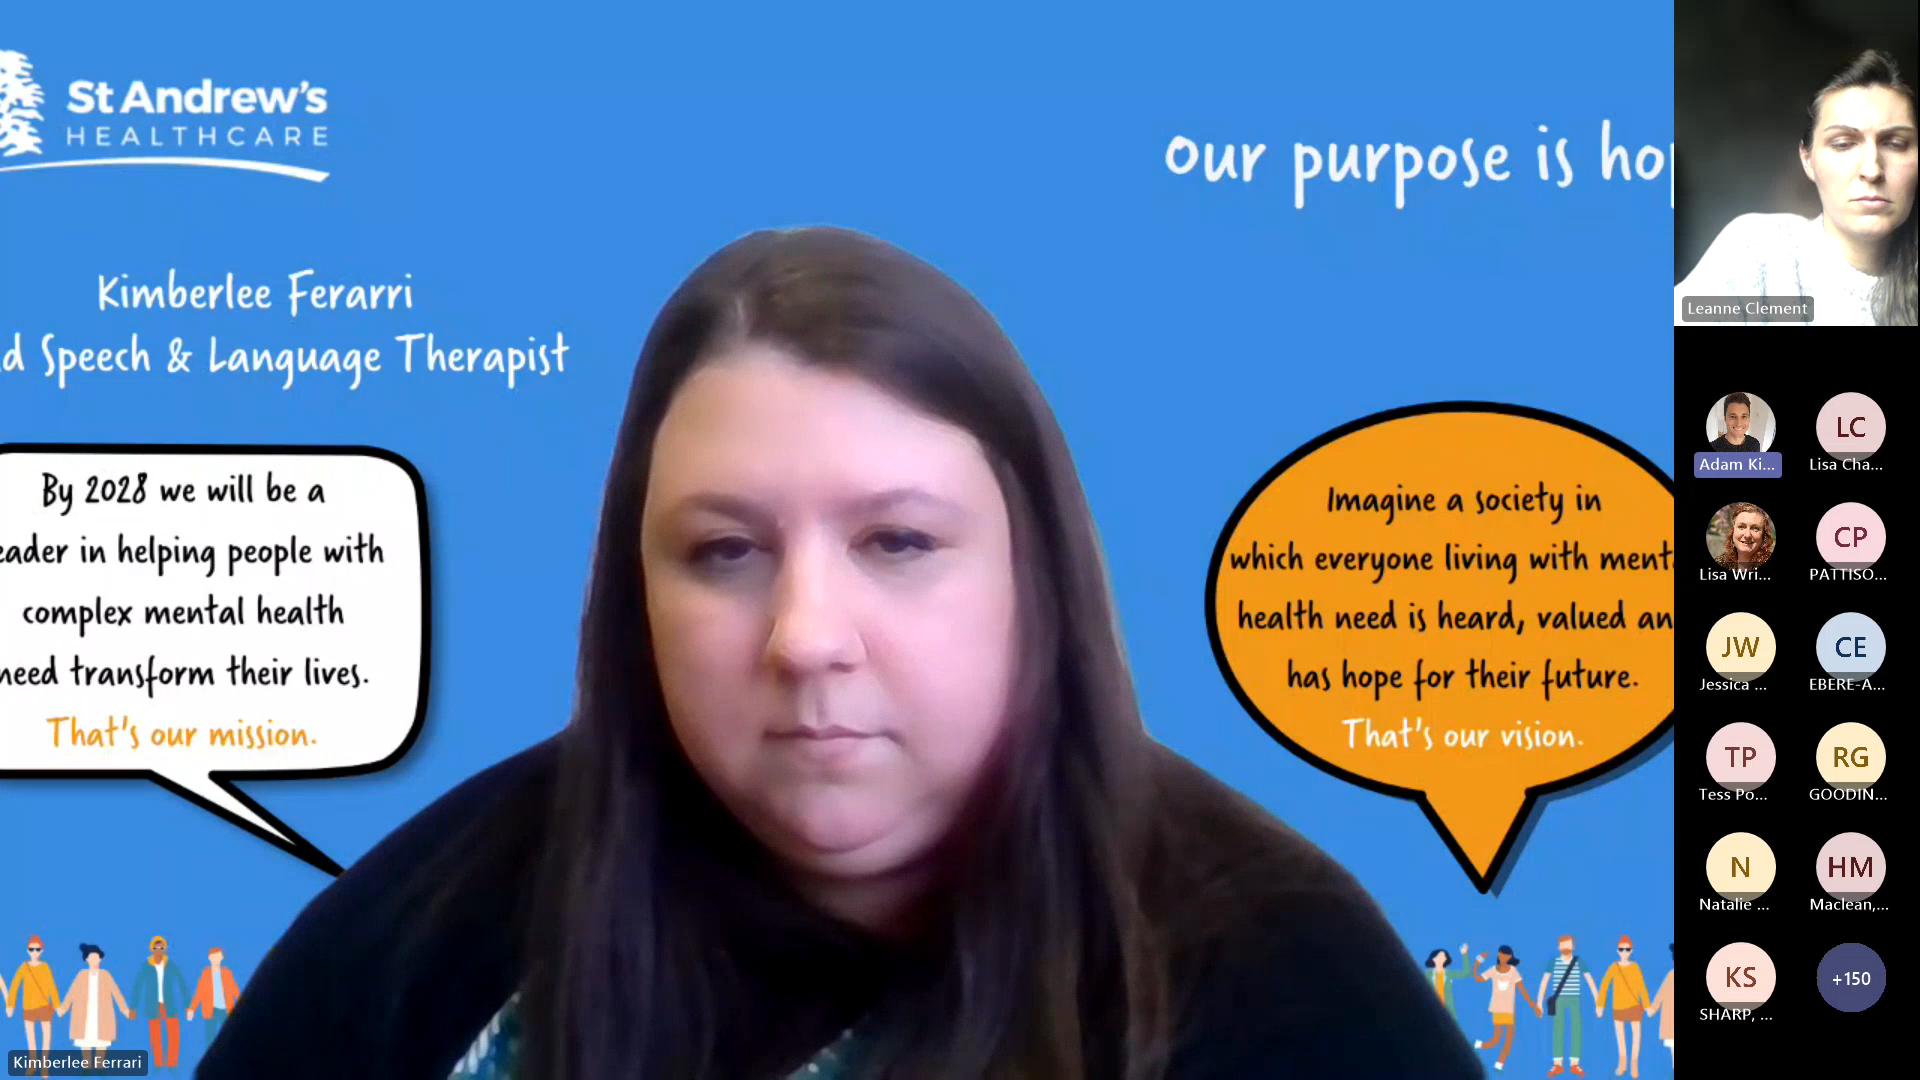 St Andrew's
HEALTHCARE
our purpose is ho
Kimberlee Ferarri
d Speech & Language Therapist
By 2028 we will be a
eader in helping people with
complex mental health
need transform their lives.
That's our mission.
Imagine a society in
which everyone living with ment
health need is heard, valued an
has hope for their future.
That's our vision.
Kimberlee Ferrari
Leanne Clement
Adam Ki...
LC
Lisa Cha...
Lisa Wri...
CP
PATTISO...
JW
Jessica ...
CE
EBERE-A...
TP
Tess Po...
RG
GOODIN...
N
Natalie ...
HM
Maclean,...
KS
SHARP, ...
+150